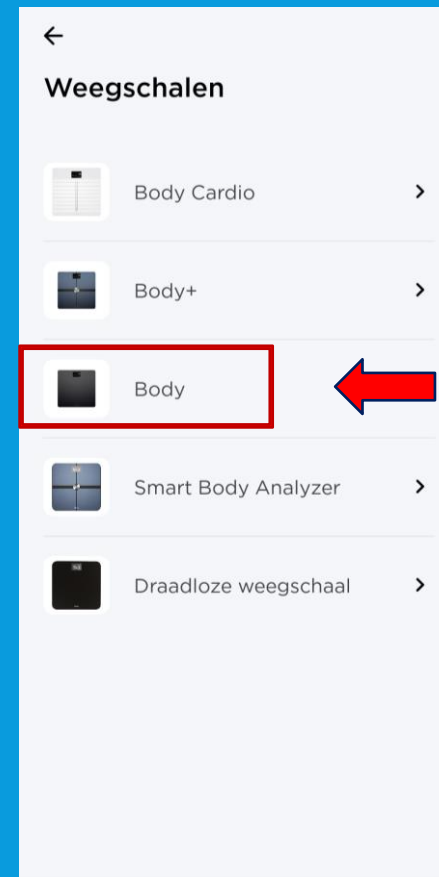 Weegschalen
Body Cardio
Body+
Body
Smart Body Analyzer
Draadloze weegschaal